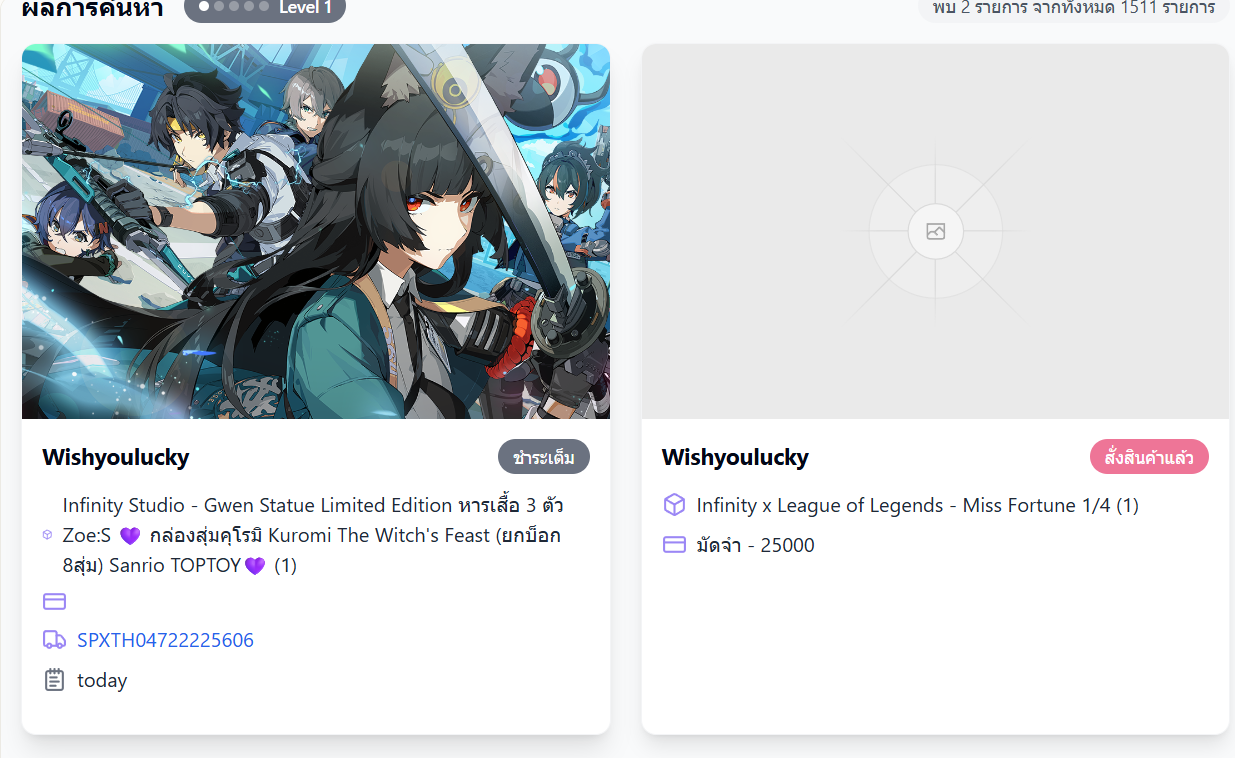 ผลการค้นหา
Level 1
พบ 2 รายการ จากทั้งหมด 1511 รายการ
Wishyoulucky
ชำระเต็ม
Infinity Studio - Gwen Statue Limited Edition หารเสื้อ 3 ตัว
Zoe:S 💜 กล่องสุ่มคุโรมิ Kuromi The Witch's Feast (ยกบ็อก
8สุ่ม) Sanrio TOPTOY💜 (1)
SPXTH04722225606
today
Wishyoulucky
สั่งสินค้าแล้ว
Infinity x League of Legends - Miss Fortune 1/4 (1)
มัดจำ - 25000